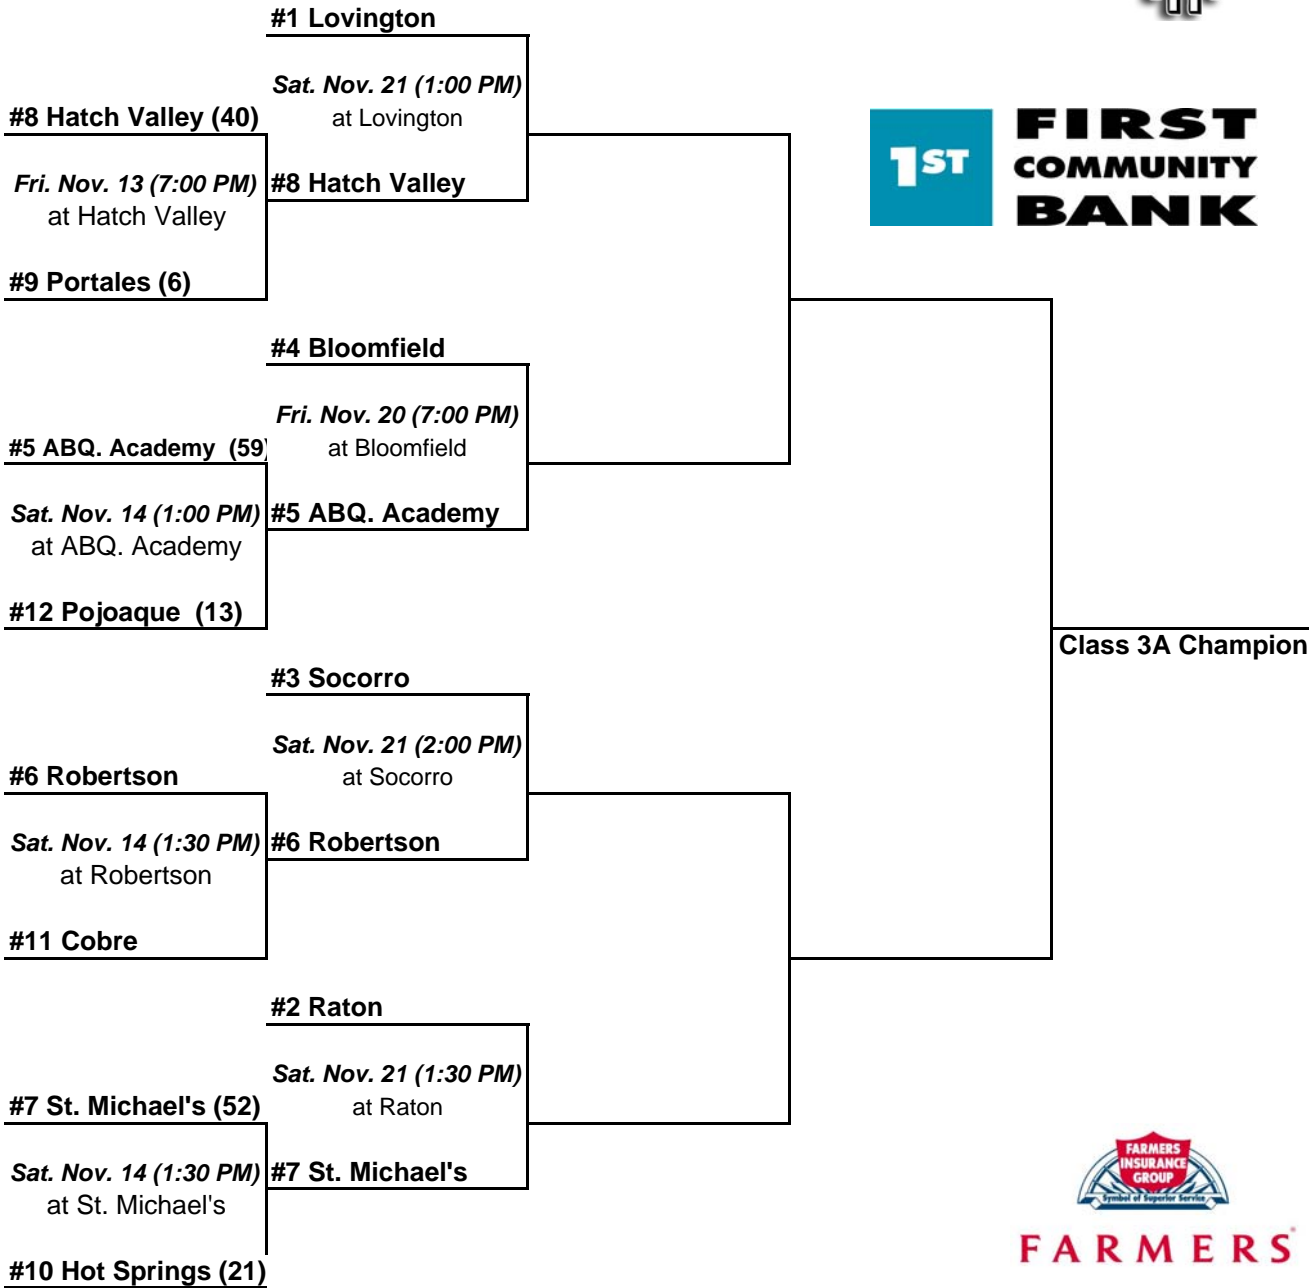 #1 Lovington
Sat. Nov. 21 (1:00 PM)
at Lovington
#8 Hatch Valley (40)
Fri. Nov. 13 (7:00 PM)
at Hatch Valley
#8 Hatch Valley
#9 Portales (6)
#4 Bloomfield
Fri. Nov. 20 (7:00 PM)
at Bloomfield
#5 ABQ. Academy (59)
Sat. Nov. 14 (1:00 PM)
at ABQ. Academy
#5 ABQ. Academy
#12 Pojoaque (13)
Class 3A Champion
#3 Socorro
Sat. Nov. 21 (2:00 PM)
at Socorro
#6 Robertson
Sat. Nov. 14 (1:30 PM)
at Robertson
#6 Robertson
#11 Cobre
#2 Raton
Sat. Nov. 21 (1:30 PM)
at Raton
#7 St. Michael's (52)
Sat. Nov. 14 (1:30 PM)
at St. Michael's
#7 St. Michael's
#10 Hot Springs (21)
1ST
FIRST
COMMUNITY
BANK
FARMERS
INSURANCE
GROUP
Symbol of Superior Service
FARMERS